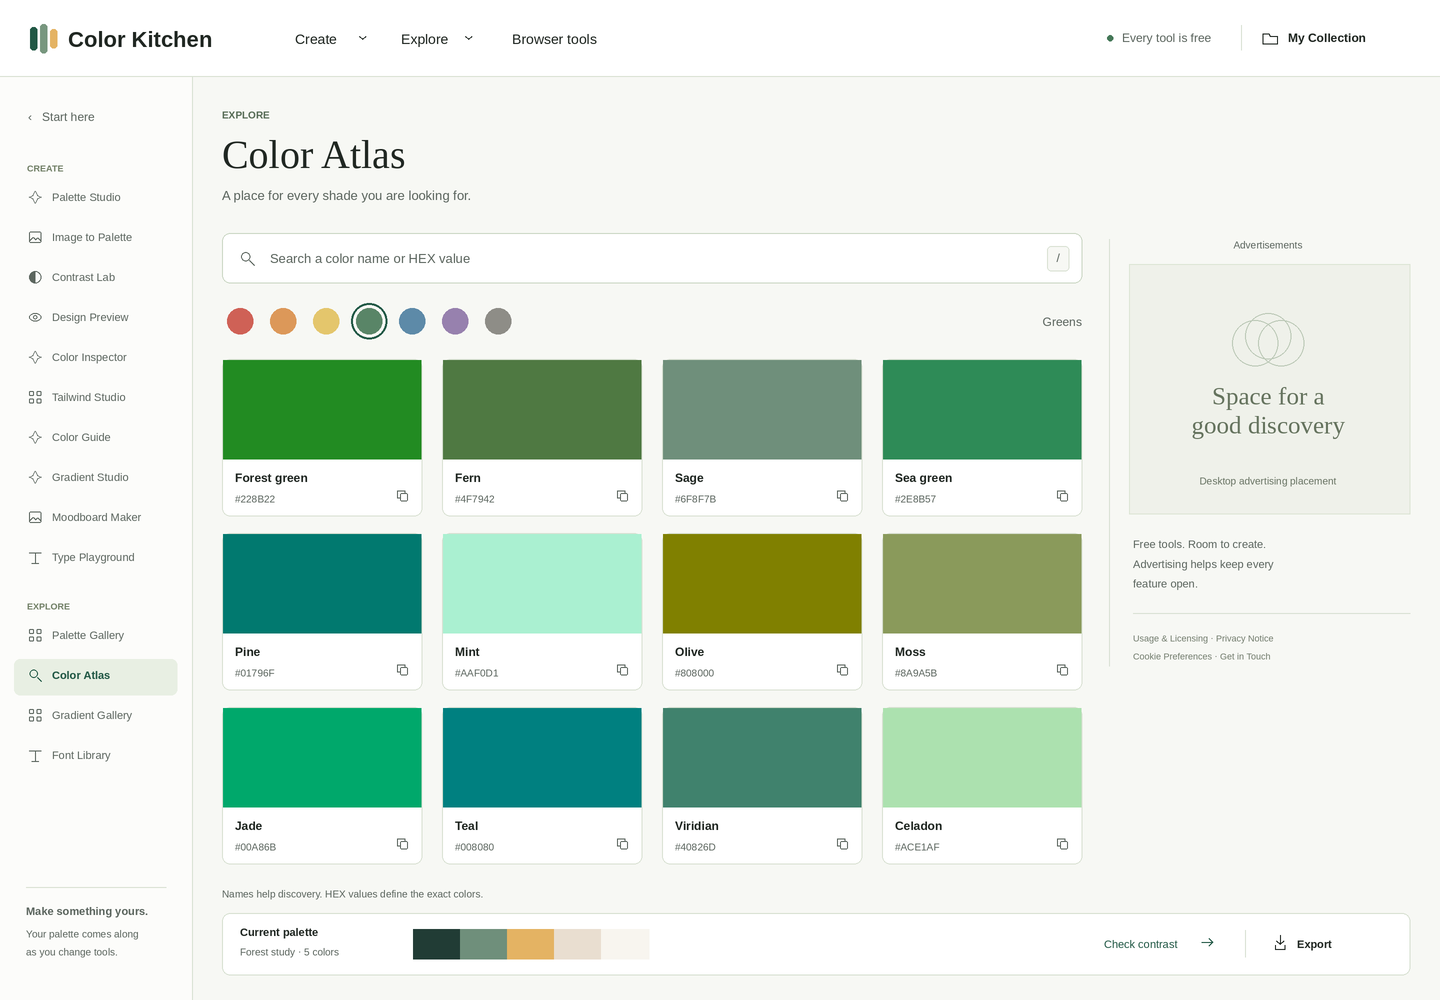 Color Kitchen
Create
Explore
Browser tools
Every tool is free
My Collection
‹ Start here
CREATE
Palette Studio
Image to Palette
Contrast Lab
Design Preview
Color Inspector
Tailwind Studio
Color Guide
Gradient Studio
Moodboard Maker
Type Playground
EXPLORE
Palette Gallery
Color Atlas
Gradient Gallery
Font Library
Make something yours.
Your palette comes along
as you change tools.
EXPLORE
Color Atlas
A place for every shade you are looking for.
Search a color name or HEX value
/
Greens
Forest green
#228B22
Fern
#4F7942
Sage
#6F8F7B
Sea green
#2E8B57
Pine
#01796F
Mint
#AAF0D1
Olive
#808000
Moss
#8A9A5B
Jade
#00A86B
Teal
#008080
Viridian
#40826D
Celadon
#ACE1AF
Names help discovery. HEX values define the exact colors.
Current palette
Forest study · 5 colors
Check contrast
Export
Advertisements
Space for a
good discovery
Desktop advertising placement
Free tools. Room to create.
Advertising helps keep every
feature open.
Usage & Licensing · Privacy Notice
Cookie Preferences · Get in Touch